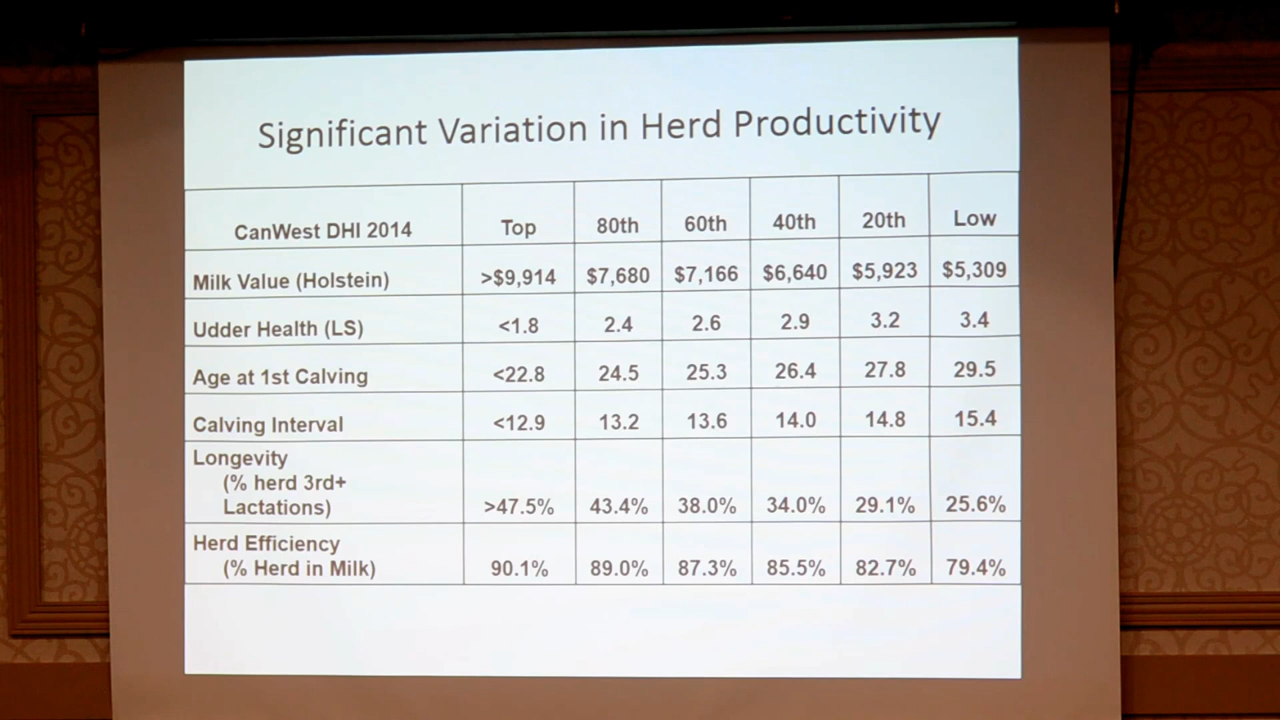 Significant Variation in Herd Productivity
CanWest DHI 2014 Top 80th 60th 40th 20th Low
Milk Value (Holstein) >$9,914 $7,680 $7,166 $6,640 $5,923 $5,309
Udder Health (LS) <1.8 2.4 2.6 2.9 3.2 3.4
Age at 1st Calving <22.8 24.5 25.3 26.4 27.8 29.5
Calving Interval <12.9 13.2 13.6 14.0 14.8 15.4
Longevity
(% herd 3rd+
Lactations) >47.5% 43.4% 38.0% 34.0% 29.1% 25.6%
Herd Efficiency
(% Herd in Milk) 90.1% 89.0% 87.3% 85.5% 82.7% 79.4%